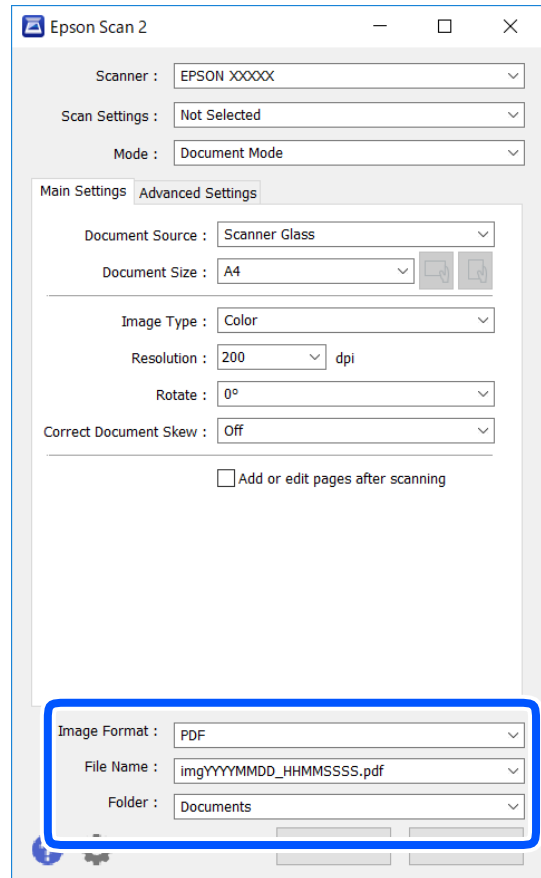 Epson Scan 2
Scanner : EPSON XXXXX
Scan Settings : Not Selected
Mode : Document Mode
Main Settings Advanced Settings
Document Source : Scanner Glass
Document Size : A4
Image Type : Color
Resolution : 200 dpi
Rotate : 0°
Correct Document Skew : Off
Add or edit pages after scanning
Image Format : PDF
File Name : imgYYYYMMDD_HHMMSSSS.pdf
Folder : Documents